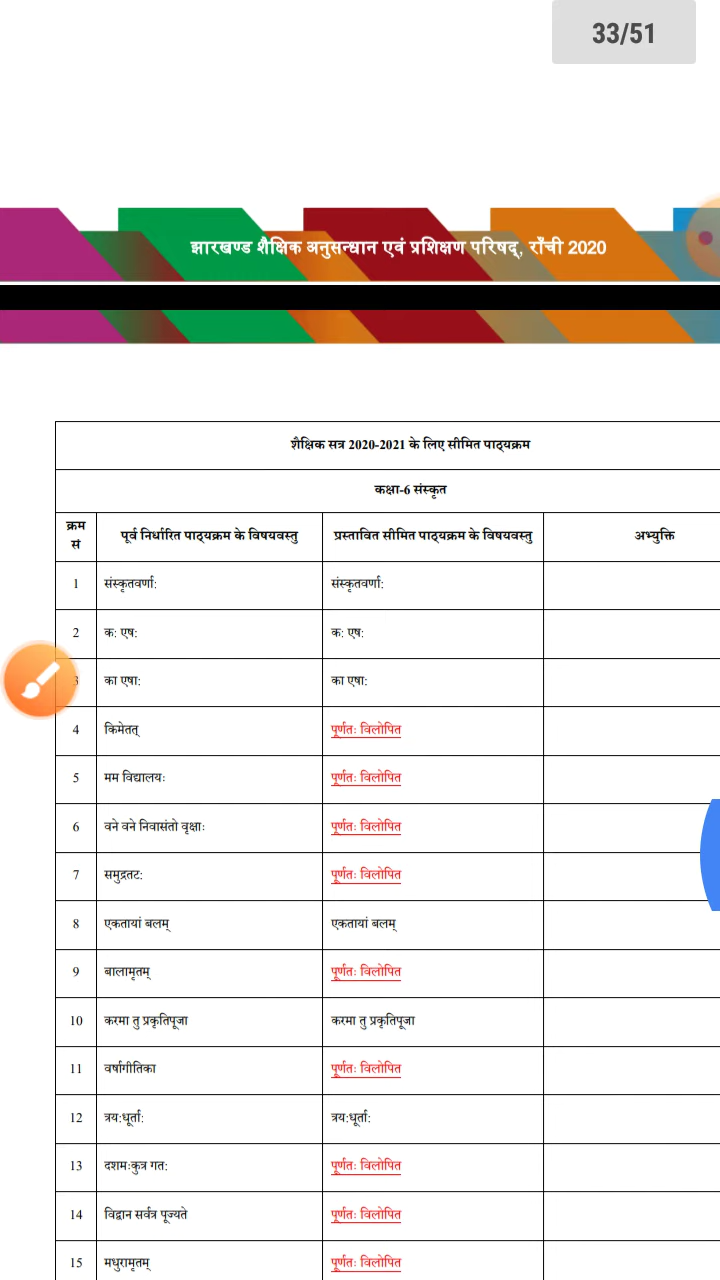 33/51
झारखण्ड शैक्षिक अनुसन्धान एवं प्रशिक्षण परिषद्, राँची 2020
शैक्षिक सत्र 2020-2021 के लिए सीमित पाठ्यक्रम
कक्षा-6 संस्कृत
क्रम सं पूर्व निर्धारित पाठ्यक्रम के विषयवस्तु प्रस्तावित सीमित पाठ्यक्रम के विषयवस्तु अभ्युक्ति
1 संस्कृतवर्णा: संस्कृतवर्णा:
2 क: एष: क: एष:
3 का एषा: का एषा:
4 किमेतत् पूर्णतः विलोपित
5 मम विद्यालयः पूर्णतः विलोपित
6 वने वने निवासंतो वृक्षाः पूर्णतः विलोपित
7 समुद्रतट: पूर्णतः विलोपित
8 एकतायां बलम् एकतायां बलम्
9 बालामृतम् पूर्णतः विलोपित
10 करमा तु प्रकृतिपूजा करमा तु प्रकृतिपूजा
11 वर्षागीतिका पूर्णतः विलोपित
12 त्रय:धूर्ता: त्रय:धूर्ता:
13 दशमःकुत्र गत: पूर्णतः विलोपित
14 विद्वान सर्वत्र पूज्यते पूर्णतः विलोपित
15 मधुरामृतम् पूर्णतः विलोपित